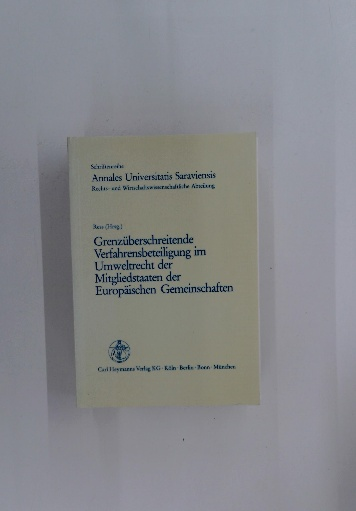 Schriftenreihe
Annales Universitatis Saraviensis
Rechts- und Wirtschaftswissenschaftliche Abteilung
Ress (Hrsg.)
Grenzüberschreitende
Verfahrensbeteiligung im
Umweltrecht der
Mitgliedstaaten der
Europäischen Gemeinschaften
Carl Heymanns Verlag KG · Köln · Berlin · Bonn · München